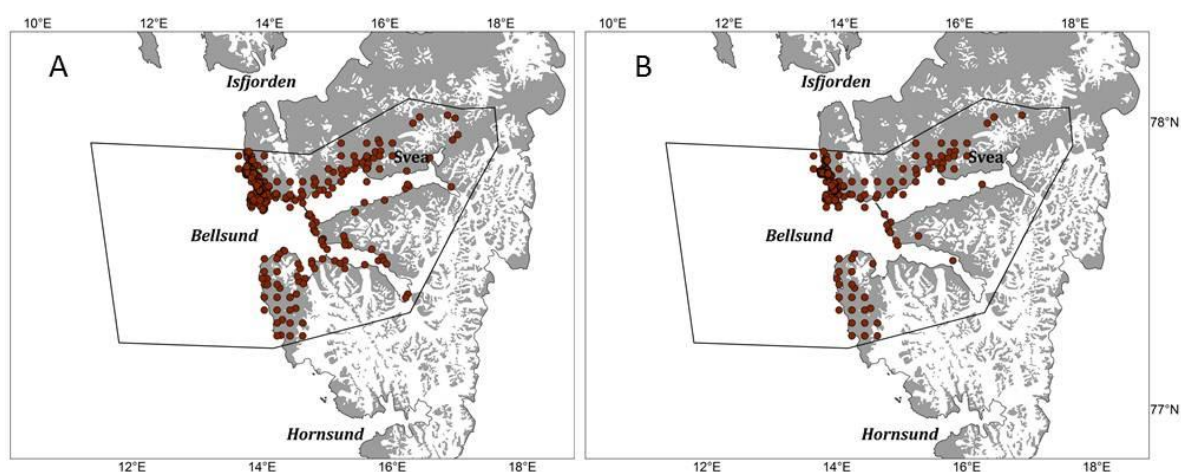 10°E 12°E 14°E 16°E 18°E 10°E 12°E 14°E 16°E 18°E
A B
Isfjorden Isfjorden
78°N
Svea Svea
Bellsund Bellsund
77°N
Hornsund Hornsund
12°E 14°E 16°E 18°E 12°E 14°E 16°E 18°E